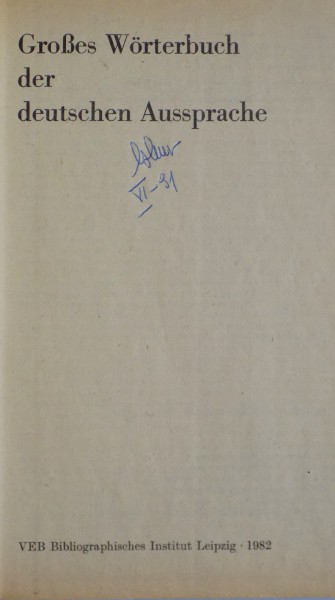 Großes Wörterbuch
der
deutschen Aussprache
VI-91
VEB Bibliographisches Institut Leipzig · 1982